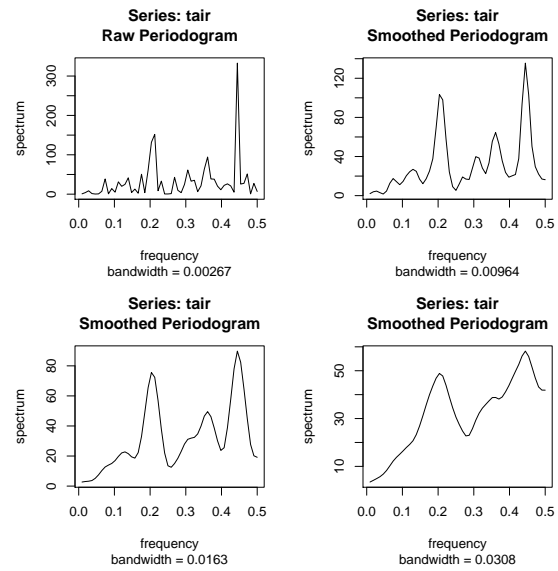 Series: tair
Raw Periodogram
spectrum
0 100 200 300
0.0 0.1 0.2 0.3 0.4 0.5
frequency
bandwidth = 0.00267
Series: tair
Smoothed Periodogram
spectrum
0 40 80 120
0.0 0.1 0.2 0.3 0.4 0.5
frequency
bandwidth = 0.00964
Series: tair
Smoothed Periodogram
spectrum
0 20 40 60 80
0.0 0.1 0.2 0.3 0.4 0.5
frequency
bandwidth = 0.0163
Series: tair
Smoothed Periodogram
spectrum
10 30 50
0.0 0.1 0.2 0.3 0.4 0.5
frequency
bandwidth = 0.0308